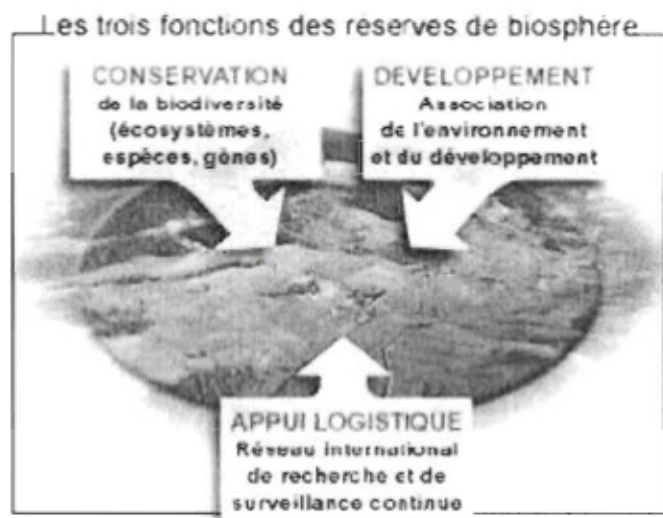 Les trois fonctions des réserves de biosphère
CONSERVATION
de la biodiversité
(écosystèmes,
espèces, gènes)
DEVELOPPEMENT
Association
de l'environnement
et du développement
APPUI LOGISTIQUE
Réseau international
de recherche et de
surveillance continue